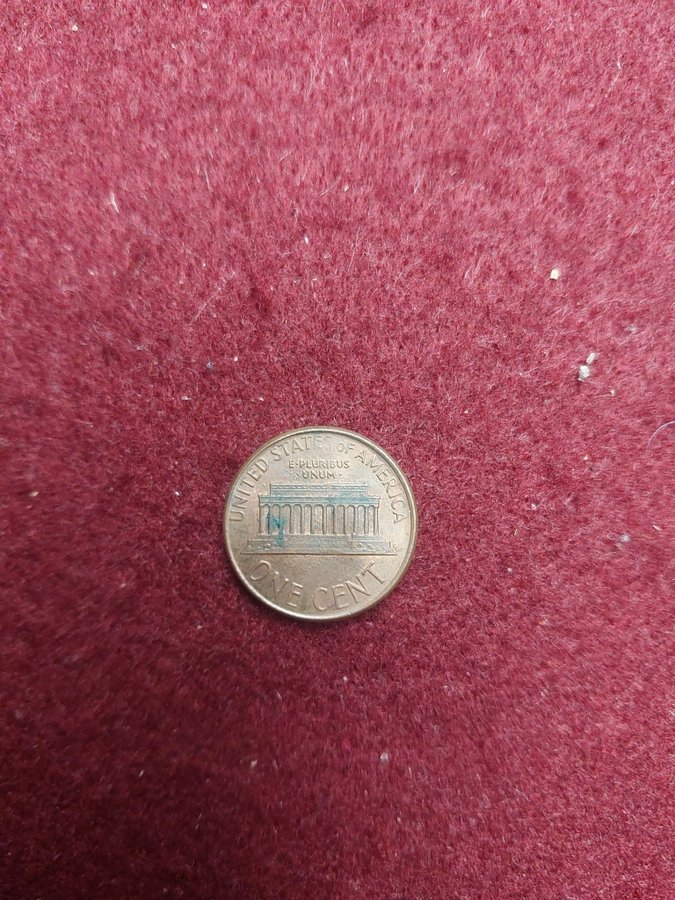 UNITED STATES OF AMERICA
E·PLURIBUS
·UNUM·
ONE CENT